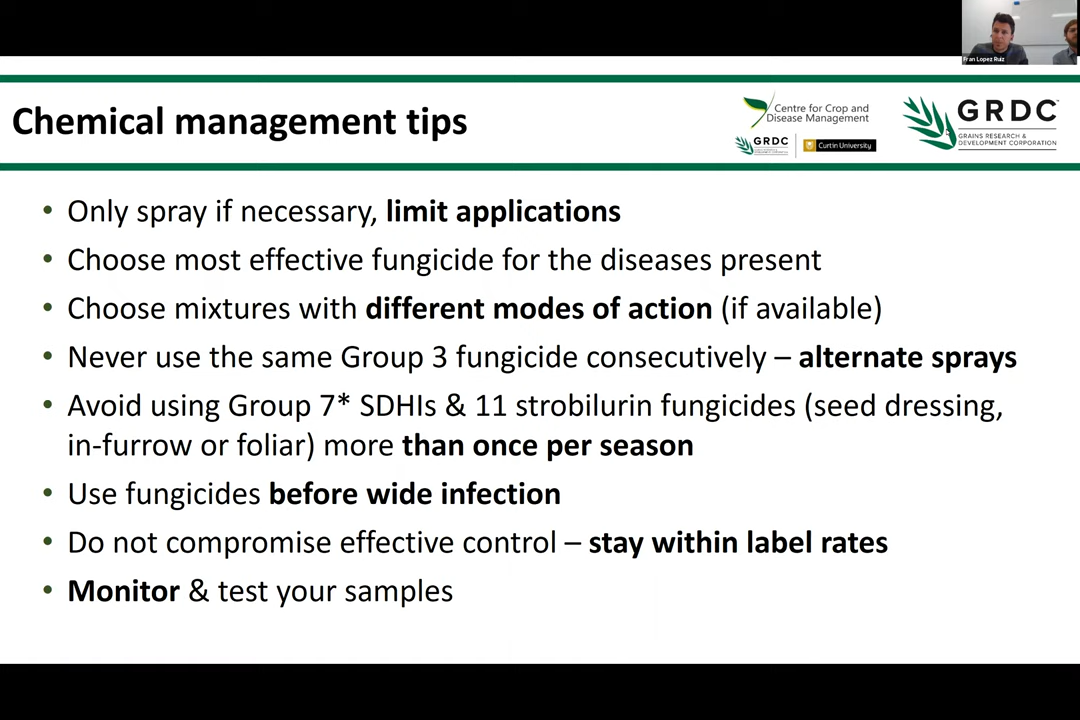 Fran Lopez Ruiz
Chemical management tips
Centre for Crop and
Disease Management
GRDC
Curtin University
GRDC™
GRAINS RESEARCH &
DEVELOPMENT CORPORATION
• Only spray if necessary, limit applications
• Choose most effective fungicide for the diseases present
• Choose mixtures with different modes of action (if available)
• Never use the same Group 3 fungicide consecutively – alternate sprays
• Avoid using Group 7* SDHIs & 11 strobilurin fungicides (seed dressing,
in-furrow or foliar) more than once per season
• Use fungicides before wide infection
• Do not compromise effective control – stay within label rates
• Monitor & test your samples